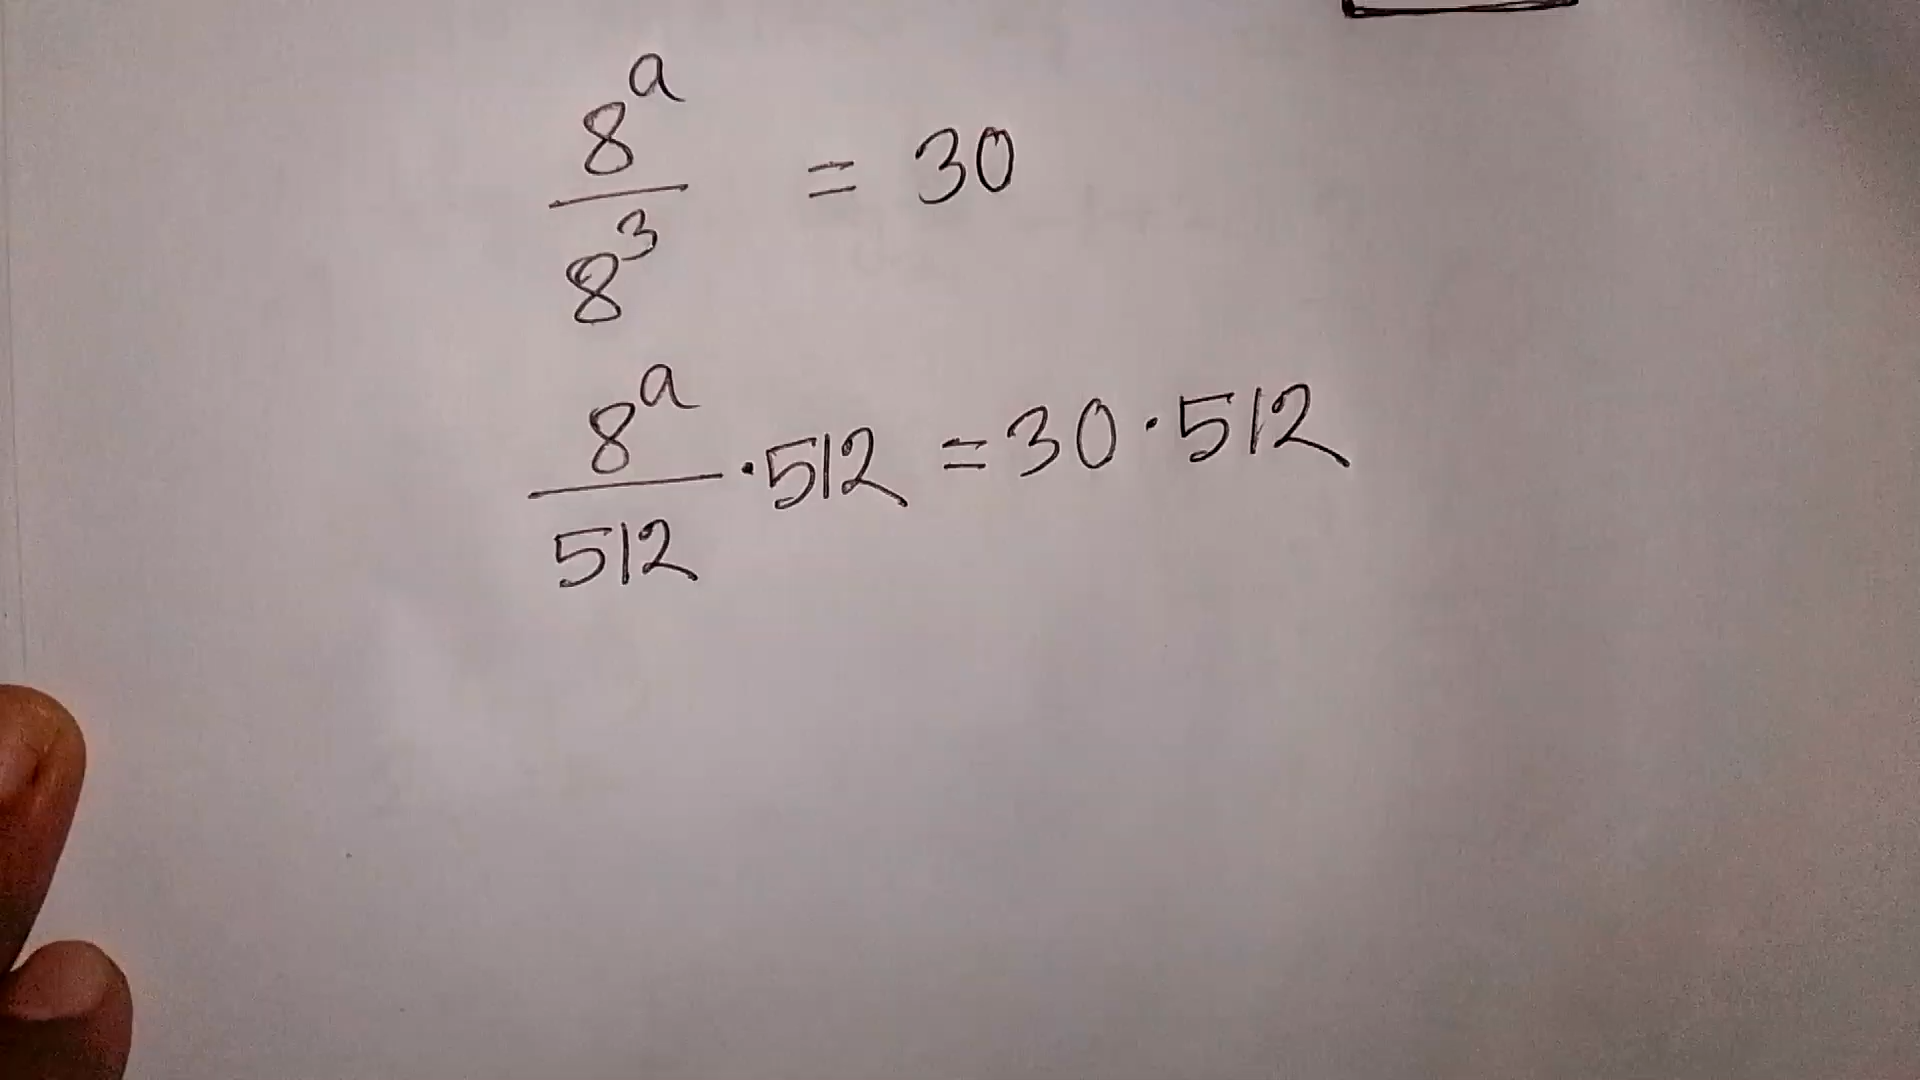 8^a / 8^3 = 30
8^a / 512 · 512 = 30 · 512